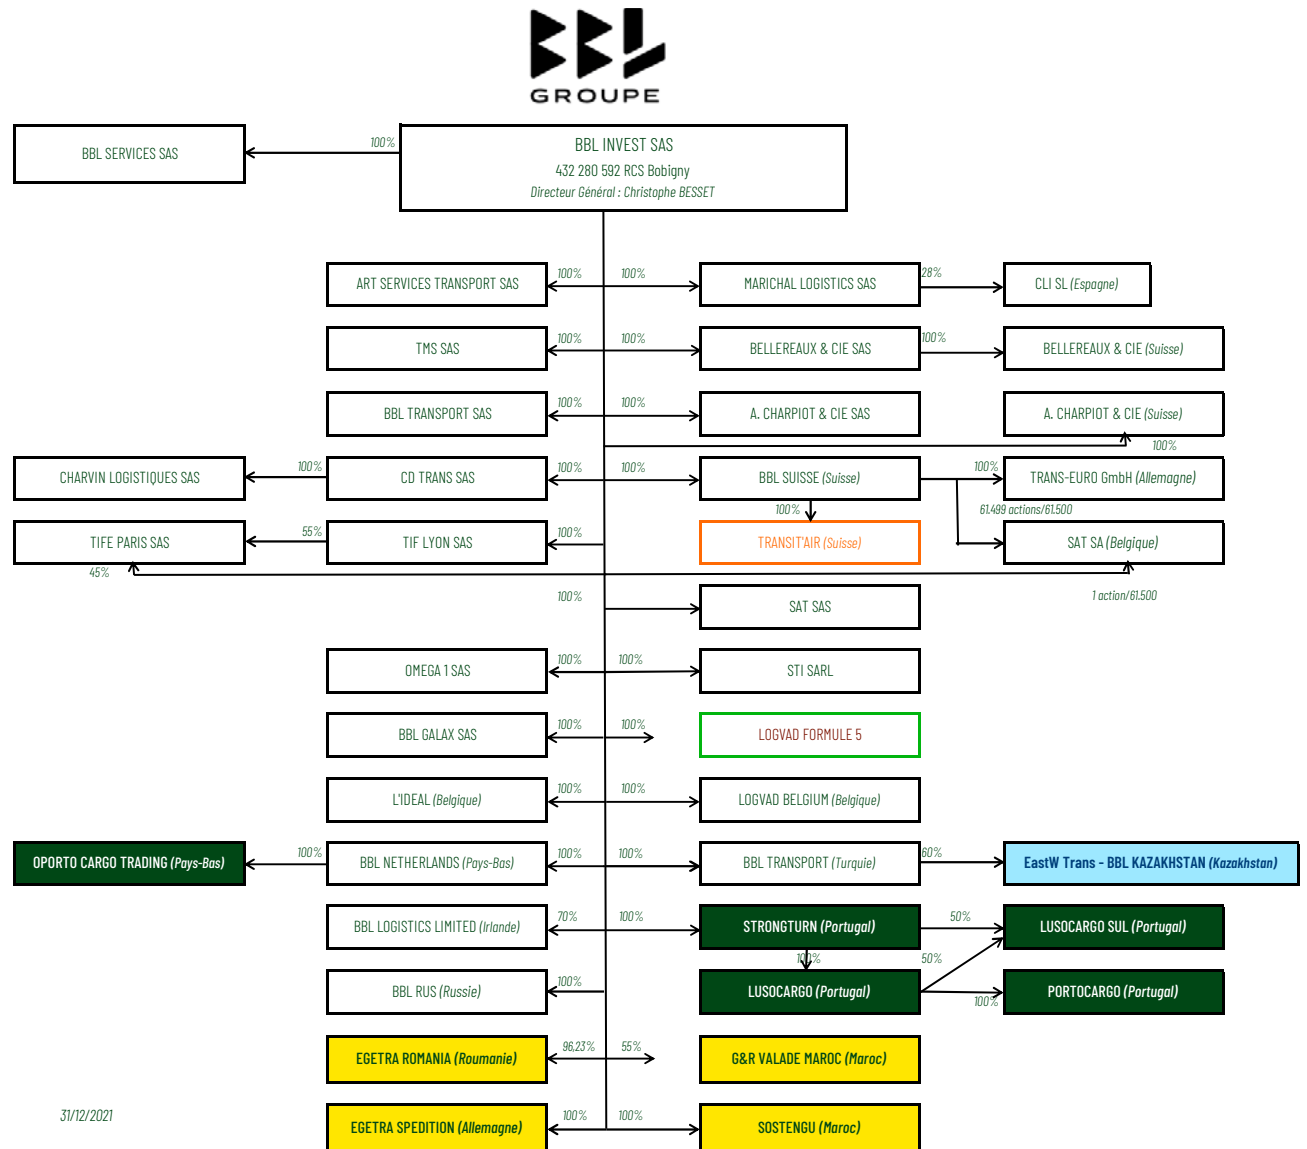 BBL
GROUPE
BBL SERVICES SAS
100%
BBL INVEST SAS
432 280 592 RCS Bobigny
Directeur Général : Christophe BESSET
ART SERVICES TRANSPORT SAS
100%
100%
MARICHAL LOGISTICS SAS
28%
CLI SL (Espagne)
TMS SAS
100%
100%
BELLEREAUX & CIE SAS
100%
BELLEREAUX & CIE (Suisse)
BBL TRANSPORT SAS
100%
100%
A. CHARPIOT & CIE SAS
A. CHARPIOT & CIE (Suisse)
100%
CHARVIN LOGISTIQUES SAS
100%
CD TRANS SAS
100%
100%
BBL SUISSE (Suisse)
100%
TRANS-EURO GmbH (Allemagne)
100%
61.499 actions/61.500
TIFE PARIS SAS
55%
TIF LYON SAS
100%
TRANSIT'AIR (Suisse)
SAT SA (Belgique)
45%
100%
SAT SAS
1 action/61.500
OMEGA 1 SAS
100%
100%
STI SARL
BBL GALAX SAS
100%
100%
LOGVAD FORMULE 5
L'IDEAL (Belgique)
100%
100%
LOGVAD BELGIUM (Belgique)
OPORTO CARGO TRADING (Pays-Bas)
100%
BBL NETHERLANDS (Pays-Bas)
100%
100%
BBL TRANSPORT (Turquie)
60%
EastW Trans - BBL KAZAKHSTAN (Kazakhstan)
BBL LOGISTICS LIMITED (Irlande)
70%
100%
STRONGTURN (Portugal)
50%
LUSOCARGO SUL (Portugal)
100%
50%
BBL RUS (Russie)
100%
LUSOCARGO (Portugal)
100%
PORTOCARGO (Portugal)
EGETRA ROMANIA (Roumanie)
96,23%
55%
G&R VALADE MAROC (Maroc)
31/12/2021
EGETRA SPEDITION (Allemagne)
100%
100%
SOSTENGU (Maroc)